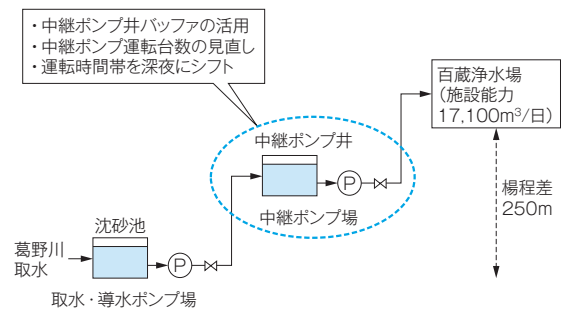 ・中継ポンプ井バッファの活用
・中継ポンプ運転台数の見直し
・運転時間帯を深夜にシフト
百蔵浄水場
(施設能力
17,100m³/日)
中継ポンプ井
P
中継ポンプ場
楊程差
250m
沈砂池
葛野川
取水
P
取水・導水ポンプ場